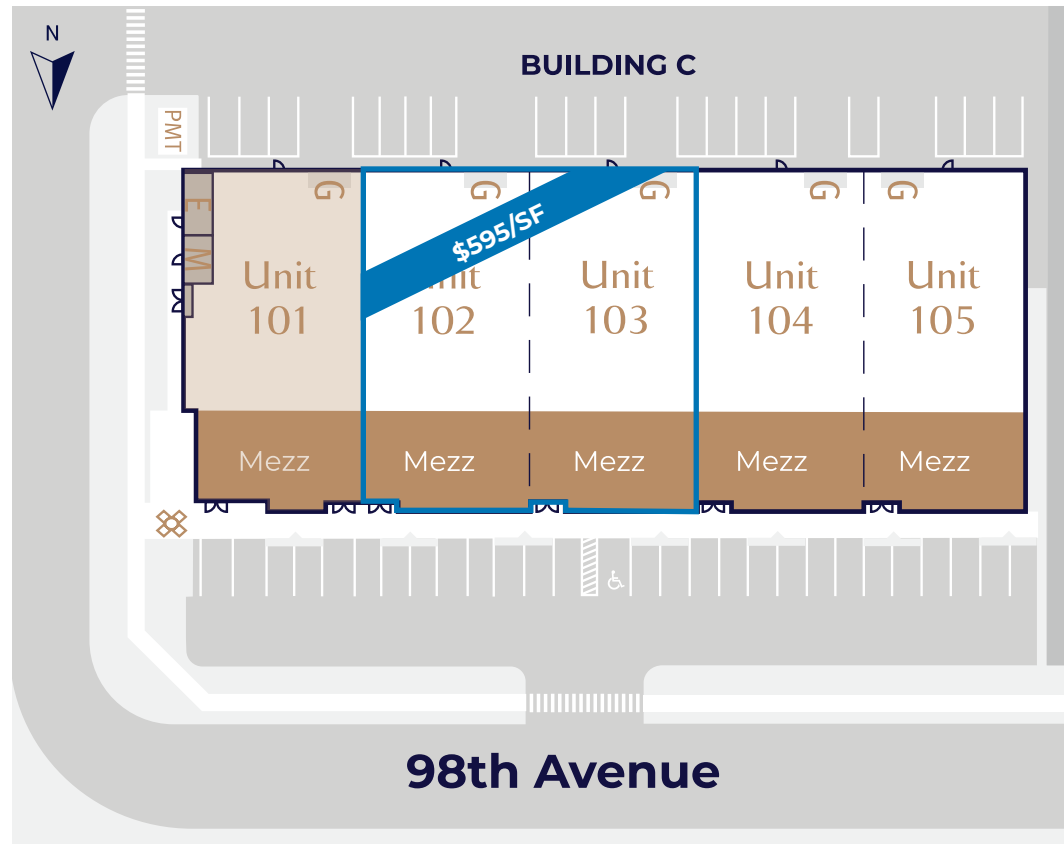 N
BUILDING C
PMT
G
G
G
G
G
E
M
$595/SF
Unit
101
Unit
102
Unit
103
Unit
104
Unit
105
Mezz
Mezz
Mezz
Mezz
Mezz
98th Avenue